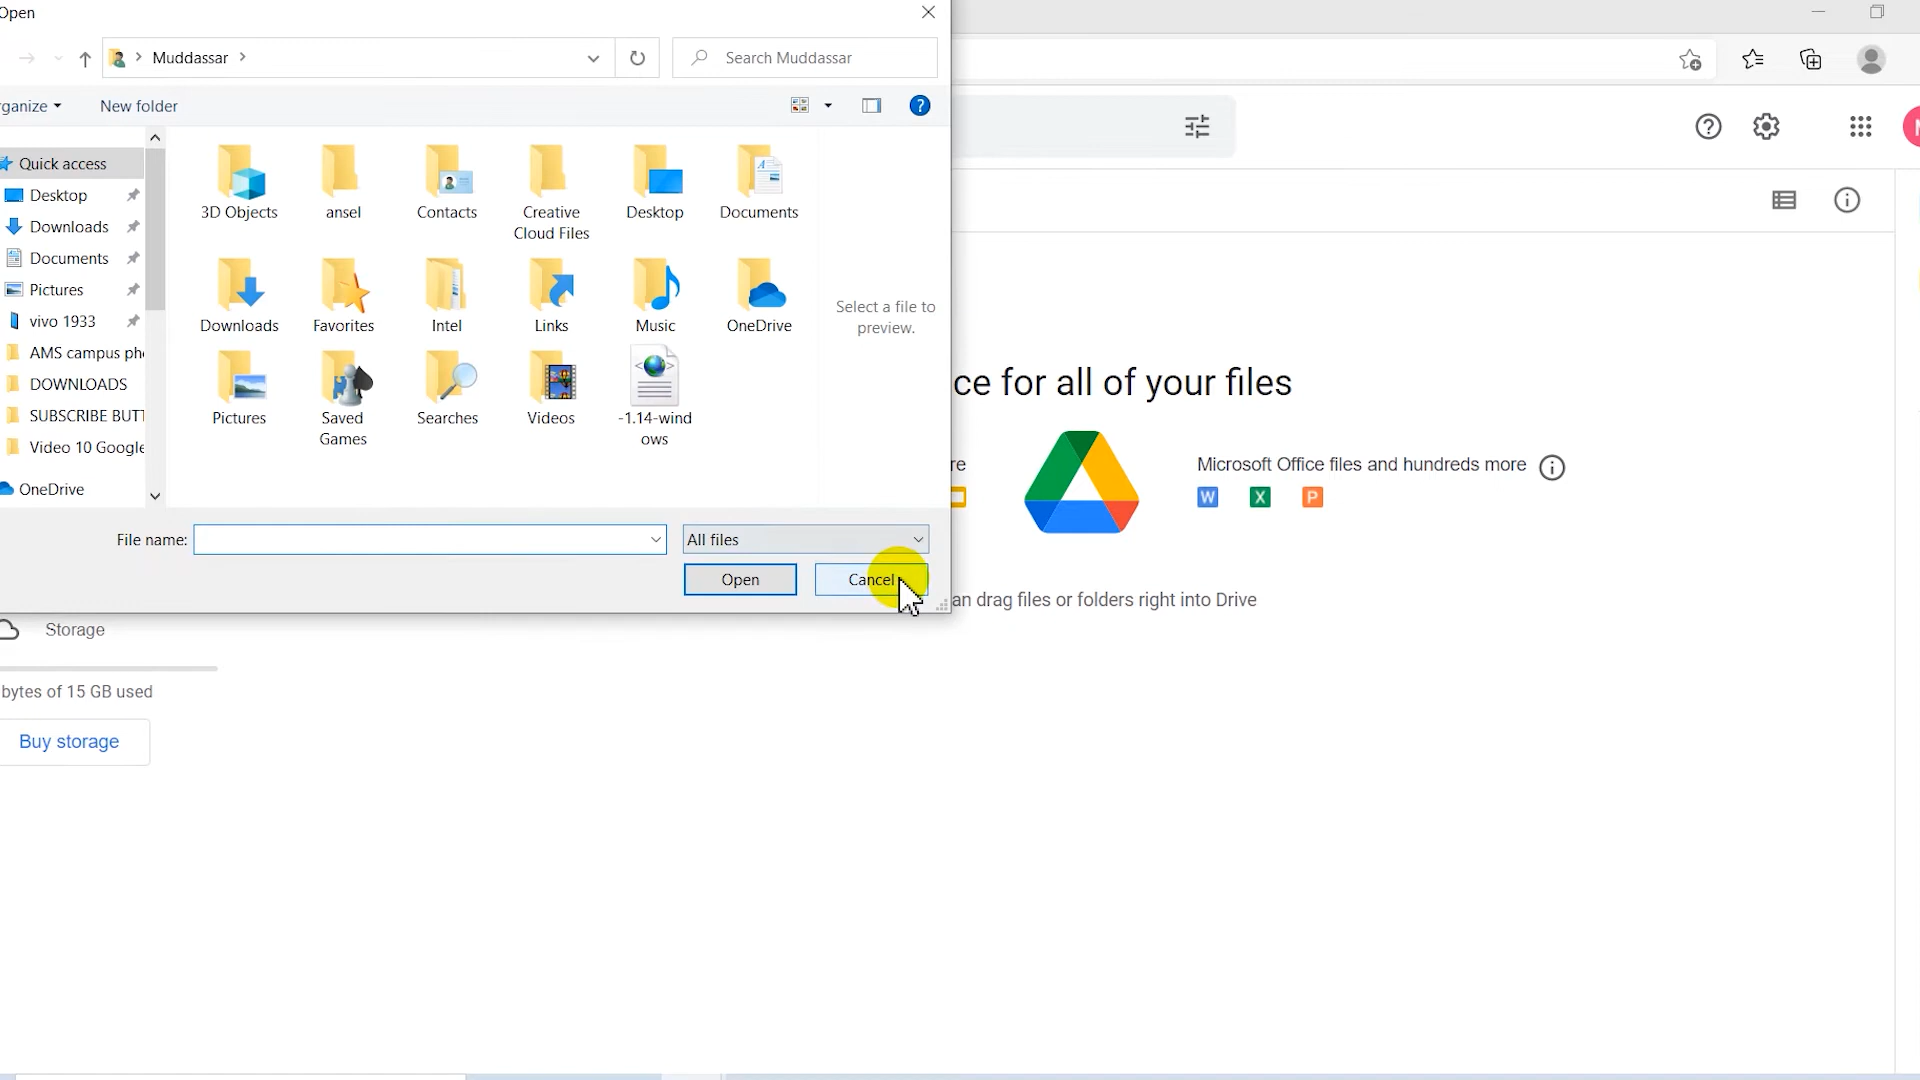 Open
Muddassar
Search Muddassar
rganize
New folder
Quick access
Desktop
Downloads
Documents
Pictures
vivo 1933
AMS campus ph
DOWNLOADS
SUBSCRIBE BUT
Video 10 Google
OneDrive
3D Objects
ansel
Contacts
Creative
Cloud Files
Desktop
Documents
Downloads
Favorites
Intel
Links
Music
OneDrive
Pictures
Saved
Games
Searches
Videos
-1.14-wind
ows
Select a file to
preview.
File name:
All files
Open
Cancel
ce for all of your files
re
Microsoft Office files and hundreds more
W X P
an drag files or folders right into Drive
Storage
bytes of 15 GB used
Buy storage